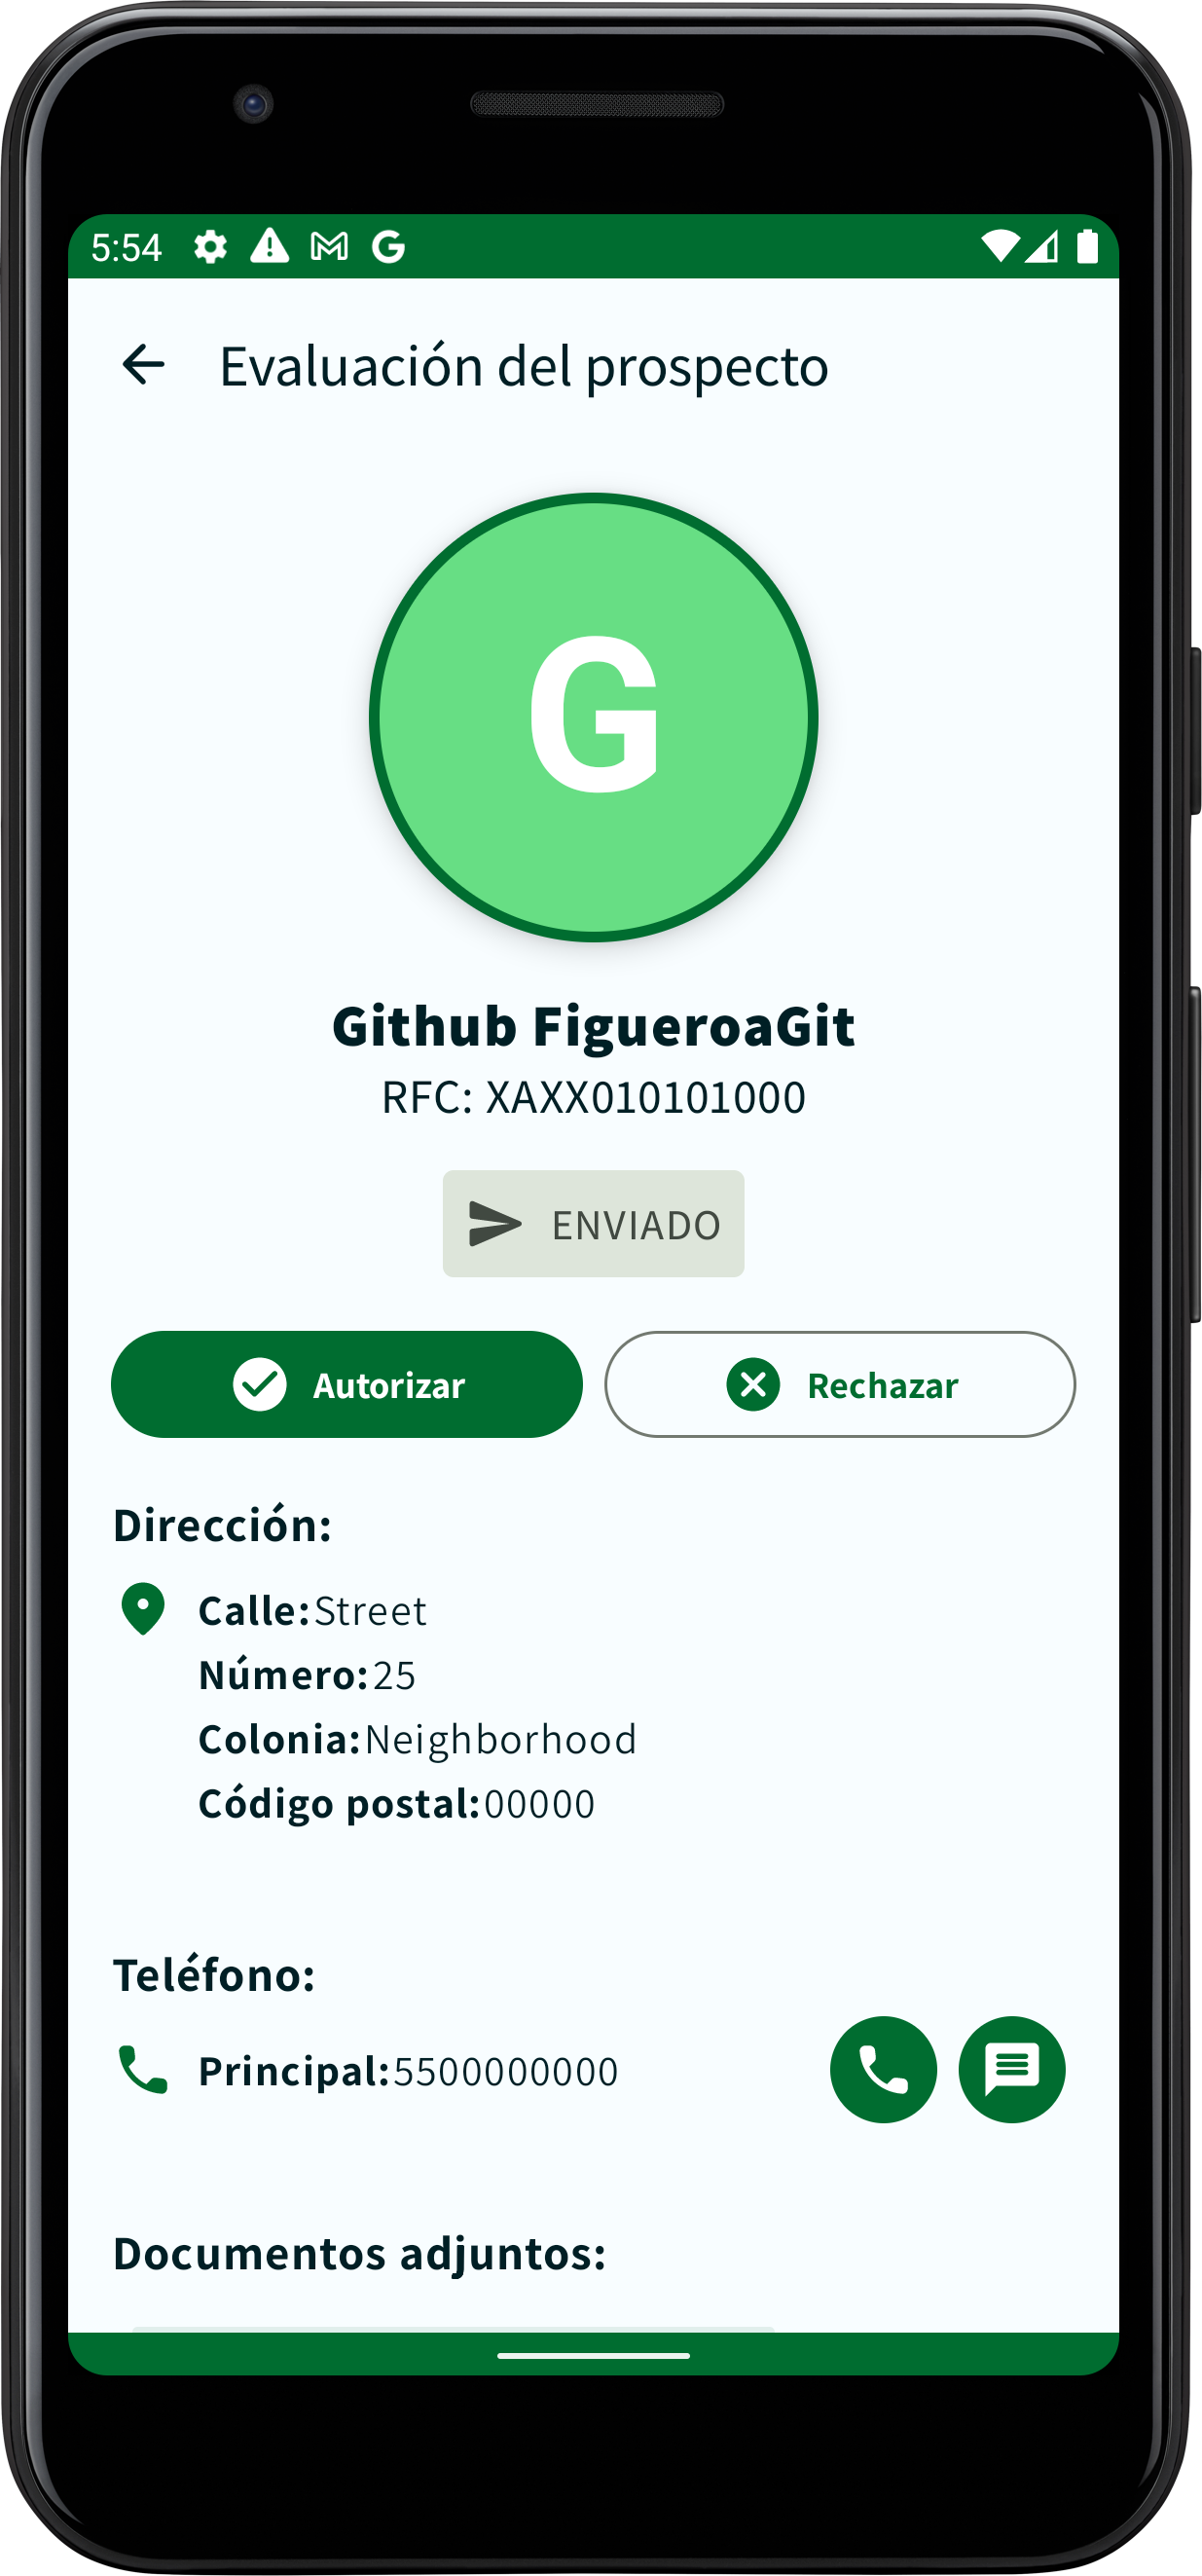 5:54
Evaluación del prospecto
G
Github FigueroaGit
RFC: XAXX010101000
ENVIADO
Autorizar Rechazar
Dirección:
Calle:Street
Número:25
Colonia:Neighborhood
Código postal:00000
Teléfono:
Principal:5500000000
Documentos adjuntos: